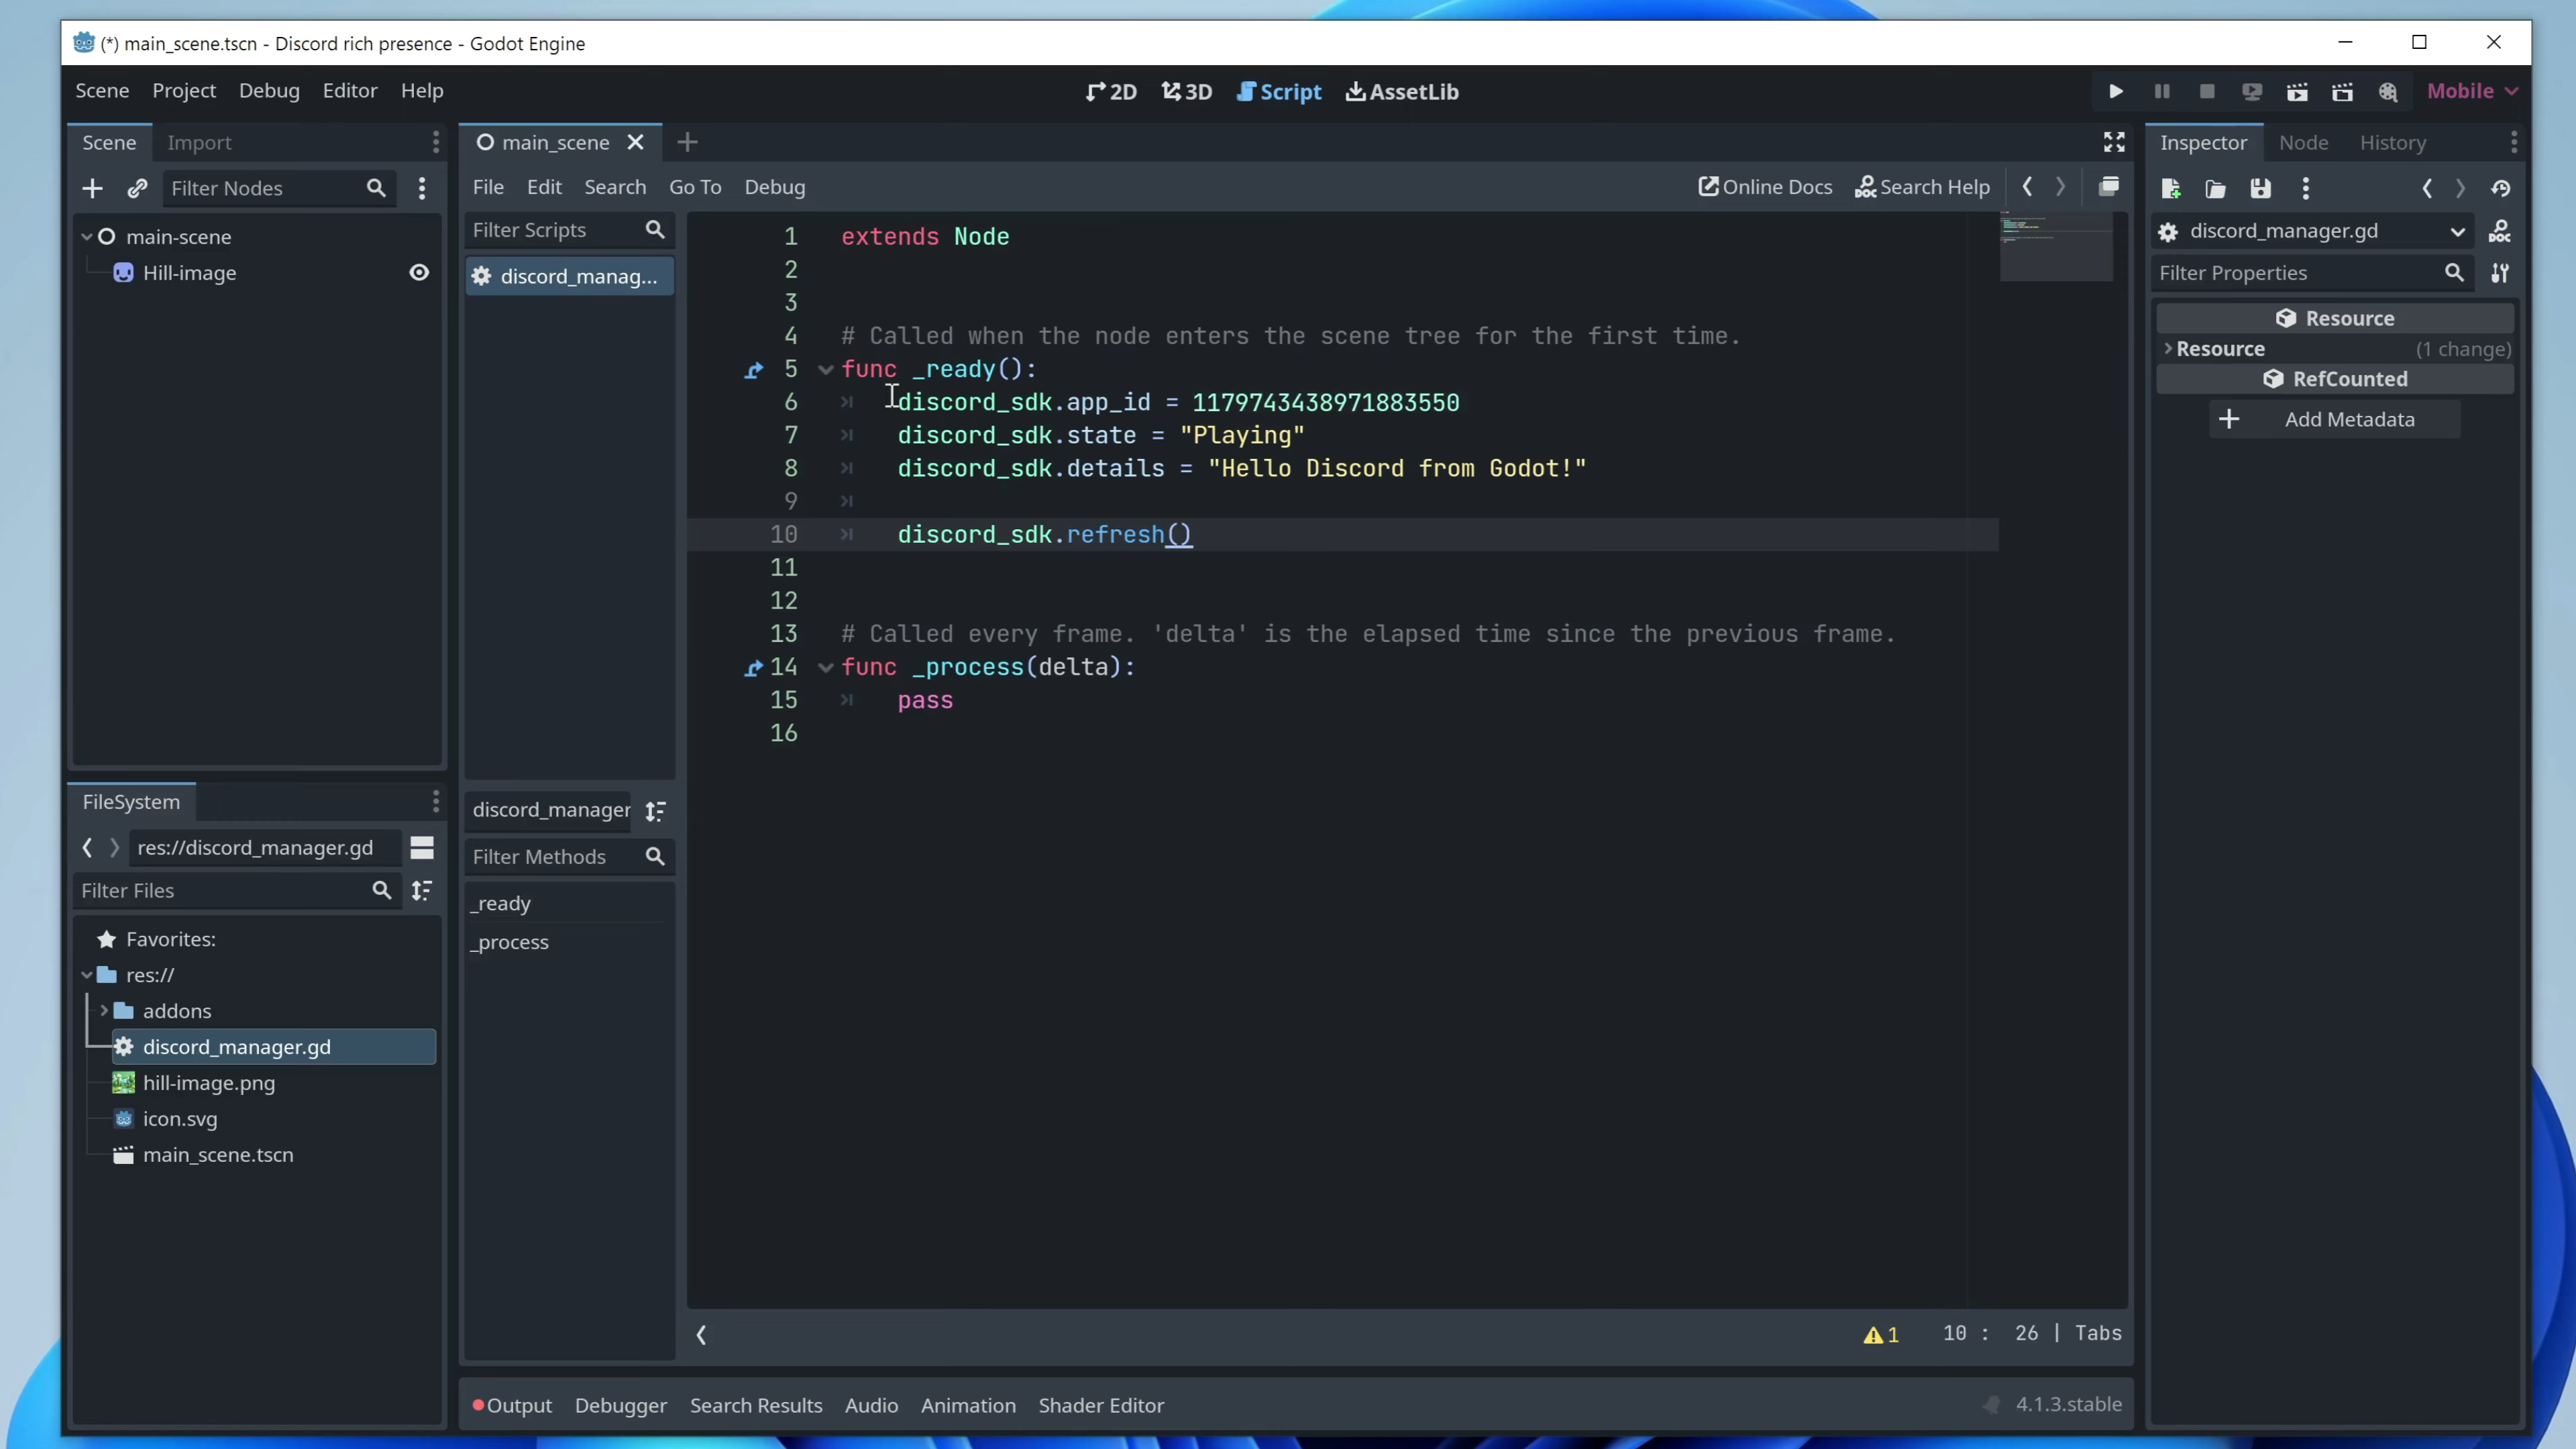 (*) main_scene.tscn - Discord rich presence - Godot Engine
Scene Project Debug Editor Help
2D 3D Script AssetLib
Mobile
Scene Import
main_scene
Inspector Node History
Filter Nodes
File Edit Search Go To Debug
Online Docs Search Help
main-scene
Hill-image
Filter Scripts
discord_manag...
discord_manager.gd
Filter Properties
Resource
Resource (1 change)
RefCounted
Add Metadata
1 extends Node
2
3
4 # Called when the node enters the scene tree for the first time.
5 func _ready():
6 discord_sdk.app_id = 1179743438971883550
7 discord_sdk.state = "Playing"
8 discord_sdk.details = "Hello Discord from Godot!"
9
10 discord_sdk.refresh()
11
12
13 # Called every frame. 'delta' is the elapsed time since the previous frame.
14 func _process(delta):
15 pass
16
FileSystem
res://discord_manager.gd
Filter Files
Favorites:
res://
addons
discord_manager.gd
hill-image.png
icon.svg
main_scene.tscn
discord_manager
Filter Methods
_ready
_process
1 10 : 26 | Tabs
Output Debugger Search Results Audio Animation Shader Editor
4.1.3.stable